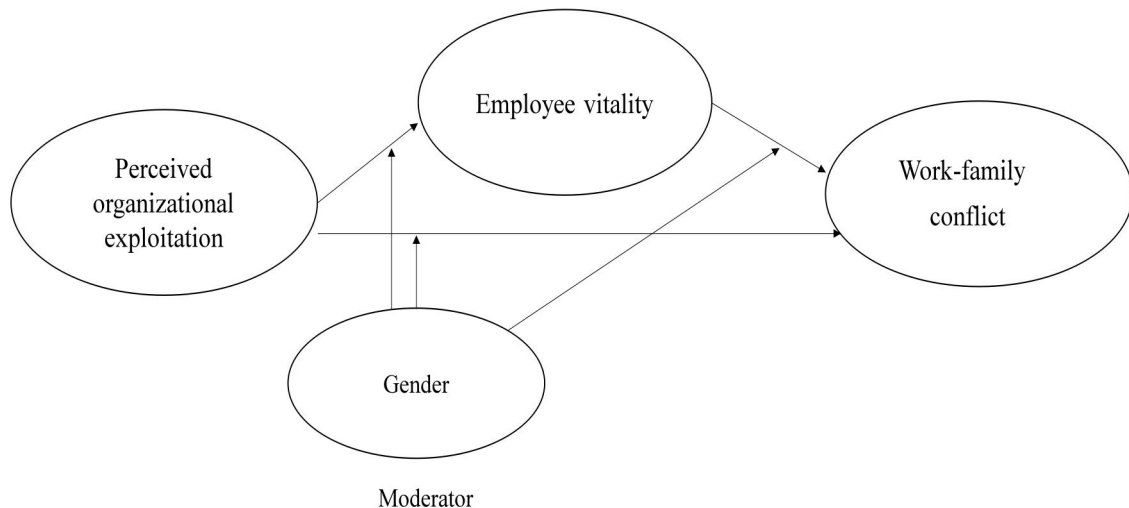 Employee vitality
Perceived
organizational
exploitation
Work-family
conflict
Gender
Moderator